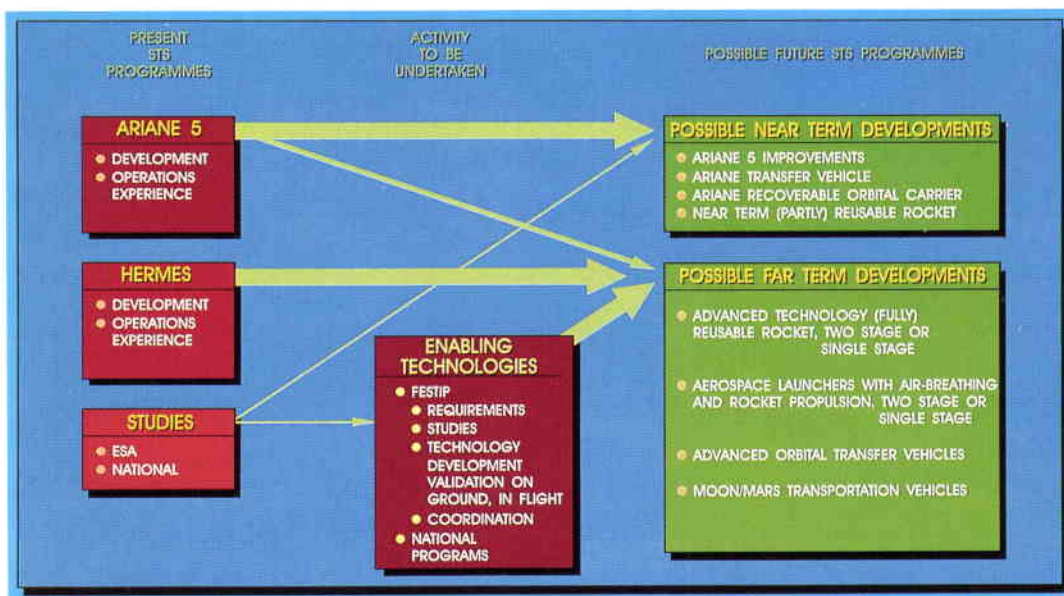 PRESENT
STS
PROGRAMMES
ACTIVITY
TO BE
UNDERTAKEN
POSSIBLE FUTURE STS PROGRAMMES
ARIANE 5
DEVELOPMENT
OPERATIONS
EXPERIENCE
HERMES
DEVELOPMENT
OPERATIONS
EXPERIENCE
STUDIES
ESA
NATIONAL
ENABLING
TECHNOLOGIES
FESTIP
REQUIREMENTS
STUDIES
TECHNOLOGY
DEVELOPMENT
VALIDATION ON
GROUND, IN FLIGHT
COORDINATION
NATIONAL
PROGRAMS
POSSIBLE NEAR TERM DEVELOPMENTS
ARIANE 5 IMPROVEMENTS
ARIANE TRANSFER VEHICLE
ARIANE RECOVERABLE ORBITAL CARRIER
NEAR TERM (PARTLY) REUSABLE ROCKET
POSSIBLE FAR TERM DEVELOPMENTS
ADVANCED TECHNOLOGY (FULLY)
REUSABLE ROCKET, TWO STAGE OR
SINGLE STAGE
AEROSPACE LAUNCHERS WITH AIR-BREATHING
AND ROCKET PROPULSION, TWO STAGE OR
SINGLE STAGE
ADVANCED ORBITAL TRANSFER VEHICLES
MOON/MARS TRANSPORTATION VEHICLES